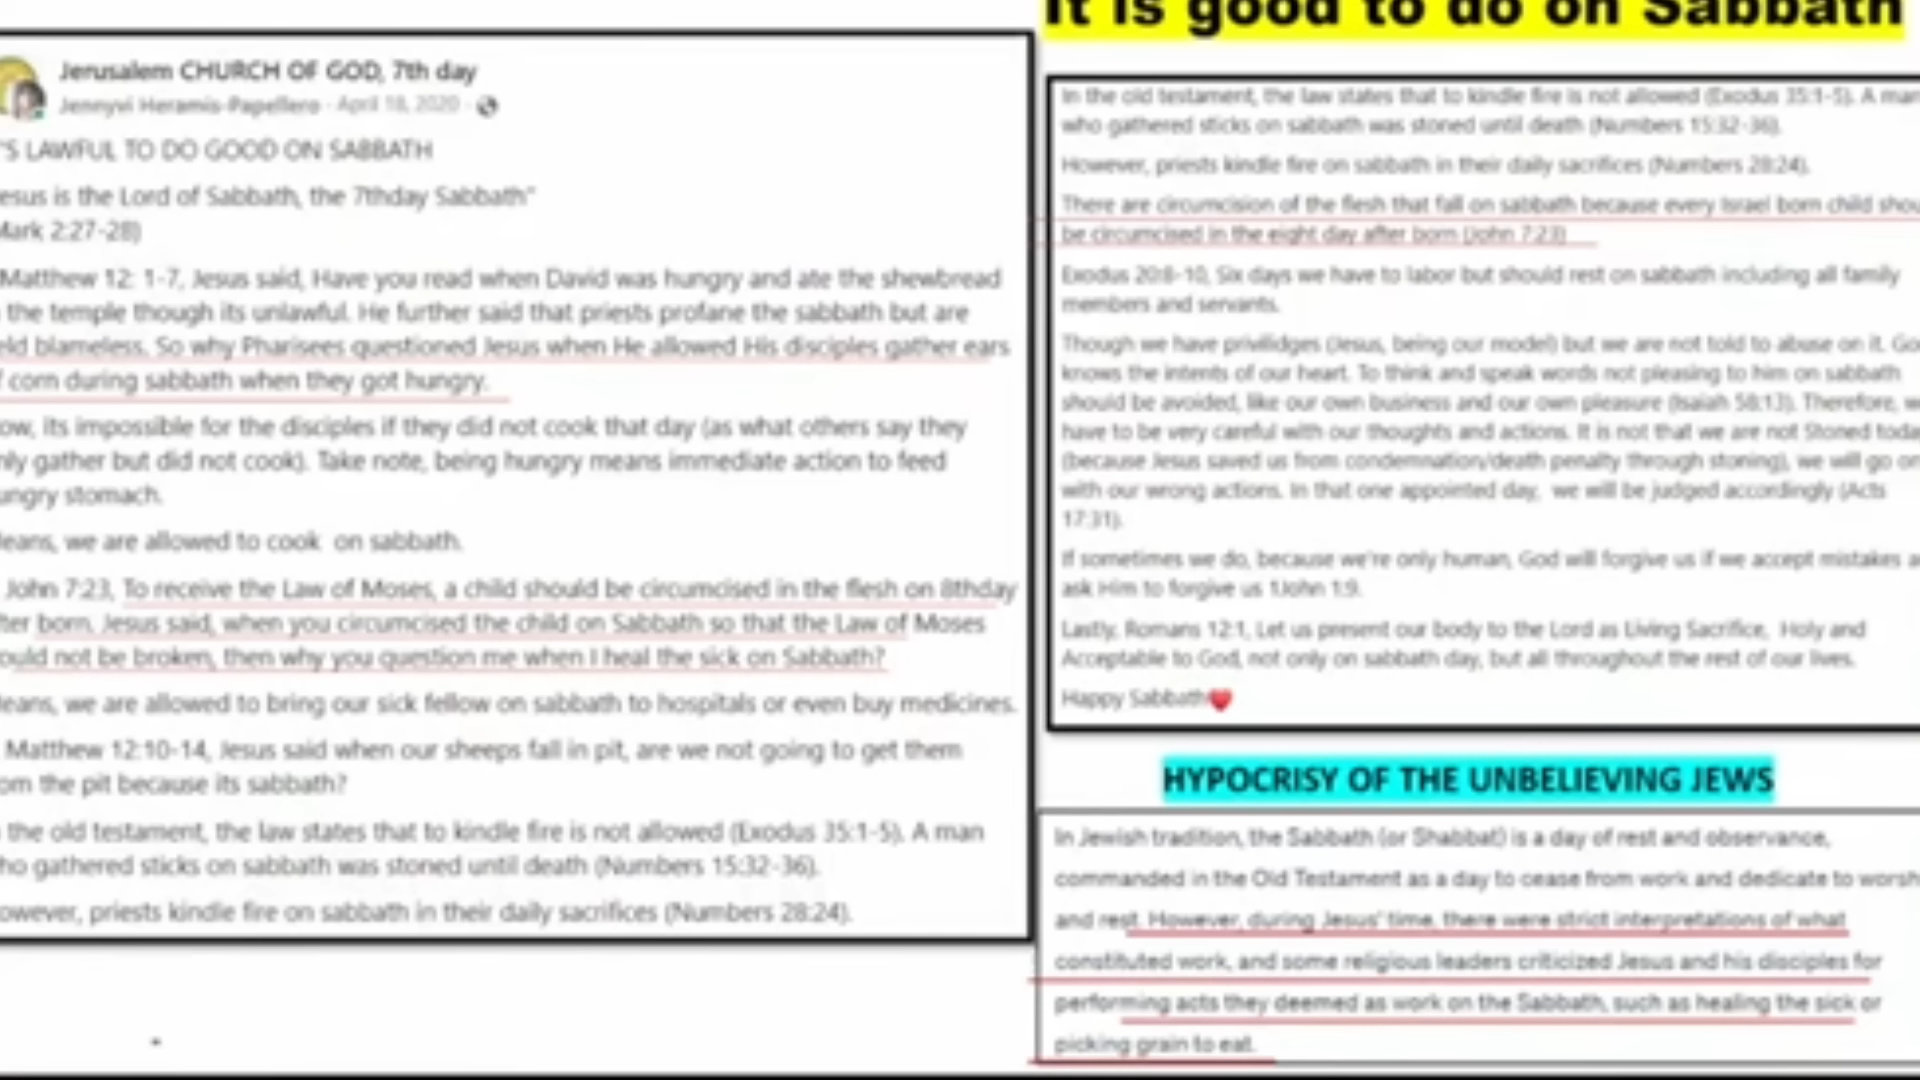 Jerusalem CHURCH OF GOD, 7th day
Jennyvi Heramis-Papellero · April 18, 2020 ·
'S LAWFUL TO DO GOOD ON SABBATH
esus is the Lord of Sabbath, the 7thday Sabbath"
Mark 2:27-28)
Matthew 12: 1-7, Jesus said, Have you read when David was hungry and ate the shewbread
the temple though its unlawful. He further said that priests profane the sabbath but are
eld blameless. So why Pharisees questioned Jesus when He allowed His disciples gather ears
f corn during sabbath when they got hungry.
ow, its impossible for the disciples if they did not cook that day (as what others say they
nly gather but did not cook). Take note, being hungry means immediate action to feed
ungry stomach.
eans, we are allowed to cook on sabbath.
John 7:23, To receive the Law of Moses, a child should be circumcised in the flesh on 8thday
ter born. Jesus said, when you circumcised the child on Sabbath so that the Law of Moses
ould not be broken, then why you question me when I heal the sick on Sabbath?
eans, we are allowed to bring our sick fellow on sabbath to hospitals or even buy medicines.
Matthew 12:10-14, Jesus said when our sheeps fall in pit, are we not going to get them
om the pit because its sabbath?
the old testament, the law states that to kindle fire is not allowed (Exodus 35:1-5). A man
ho gathered sticks on sabbath was stoned until death (Numbers 15:32-36).
owever, priests kindle fire on sabbath in their daily sacrifices (Numbers 28:24).
It is good to do on Sabbath
In the old testament, the law states that to kindle fire is not allowed (Exodus 35:1-5). A man
who gathered sticks on sabbath was stoned until death (Numbers 15:32-36).
However, priests kindle fire on sabbath in their daily sacrifices (Numbers 28:24).
There are circumcision of the flesh that fall on sabbath because every Israel born child shou
be circumcised in the eight day after born (John 7:23)
Exodus 20:8-10, Six days we have to labor but should rest on sabbath including all family
members and servants.
Though we have privilidges (Jesus, being our model) but we are not told to abuse on it. Go
knows the intents of our heart. To think and speak words not pleasing to him on sabbath
should be avoided, like our own business and our own pleasure (Isaiah 58:13). Therefore, w
have to be very careful with our thoughts and actions. It is not that we are not Stoned toda
(because Jesus saved us from condemnation/death penalty through stoning), we will go on
with our wrong actions. In that one appointed day, we will be judged accordingly (Acts
17:31).
If sometimes we do, because we're only human, God will forgive us if we accept mistakes a
ask Him to forgive us 1John 1:9.
Lastly, Romans 12:1, Let us present our body to the Lord as Living Sacrifice, Holy and
Acceptable to God, not only on sabbath day, but all throughout the rest of our lives.
Happy Sabbath❤️
HYPOCRISY OF THE UNBELIEVING JEWS
In Jewish tradition, the Sabbath (or Shabbat) is a day of rest and observance,
commanded in the Old Testament as a day to cease from work and dedicate to worsh
and rest. However, during Jesus' time, there were strict interpretations of what
constituted work, and some religious leaders criticized Jesus and his disciples for
performing acts they deemed as work on the Sabbath, such as healing the sick or
picking grain to eat.